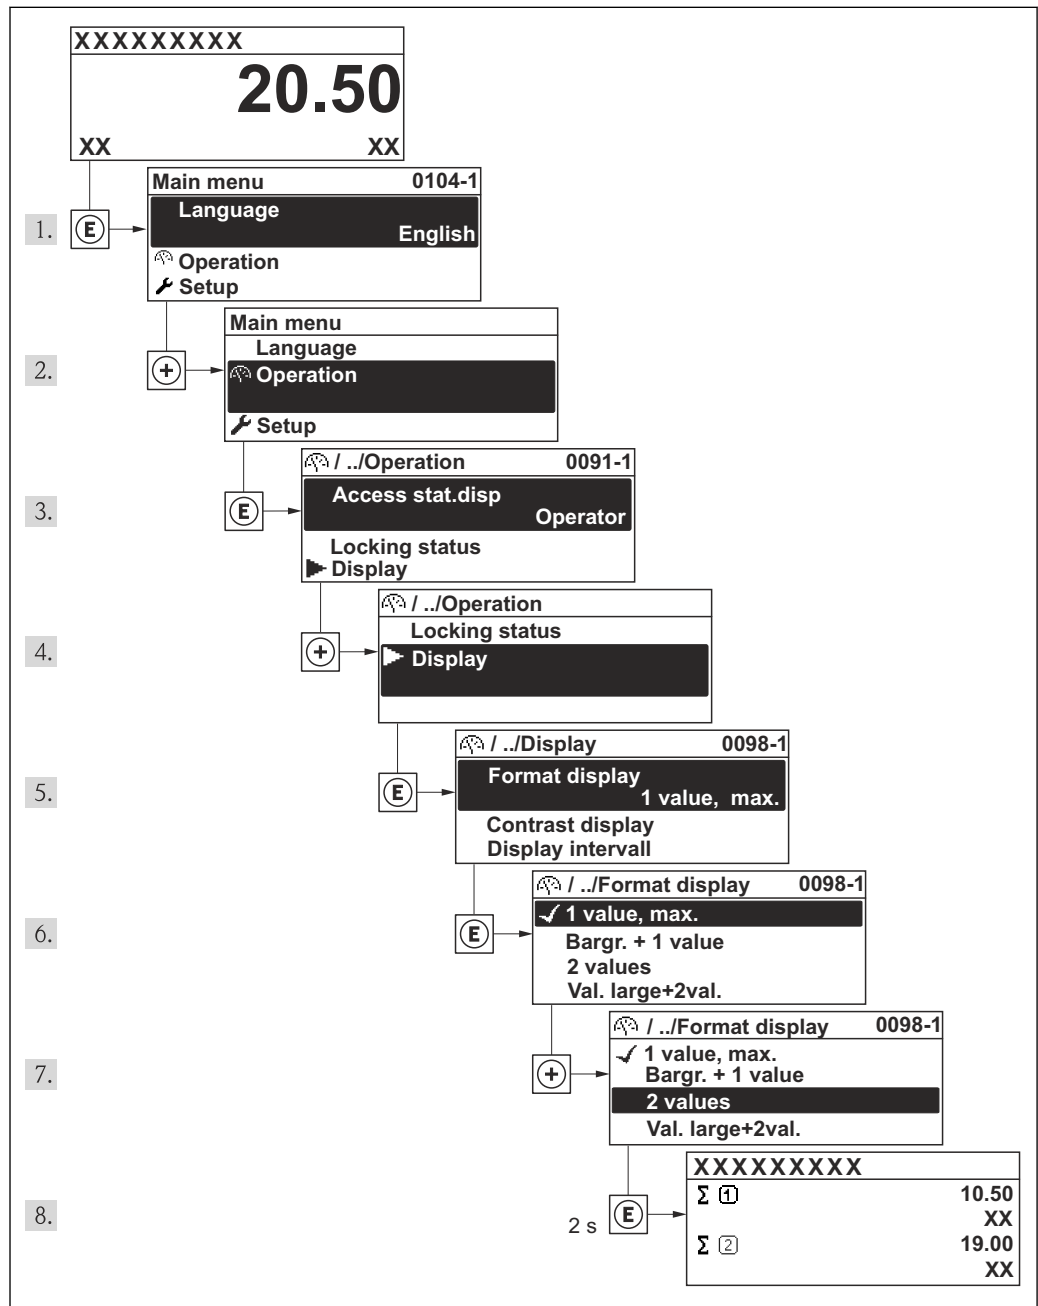 XXXXXXXXX
20.50
XX XX
Main menu 0104-1
Language
1. E English
Operation
Setup
Main menu
Language
2. + Operation
Setup
/ ../Operation 0091-1
Access stat.disp
3. E Operator
Locking status
Display
/ ../Operation
Locking status
4. + Display
/ ../Display 0098-1
Format display
5. E 1 value, max.
Contrast display
Display intervall
/ ../Format display 0098-1
✓ 1 value, max.
6. E Bargr. + 1 value
2 values
Val. large+2val.
/ ../Format display 0098-1
✓ 1 value, max.
7. + Bargr. + 1 value
2 values
Val. large+2val.
XXXXXXXXX
Σ 1 10.50
8. 2 s E XX
Σ 2 19.00
XX